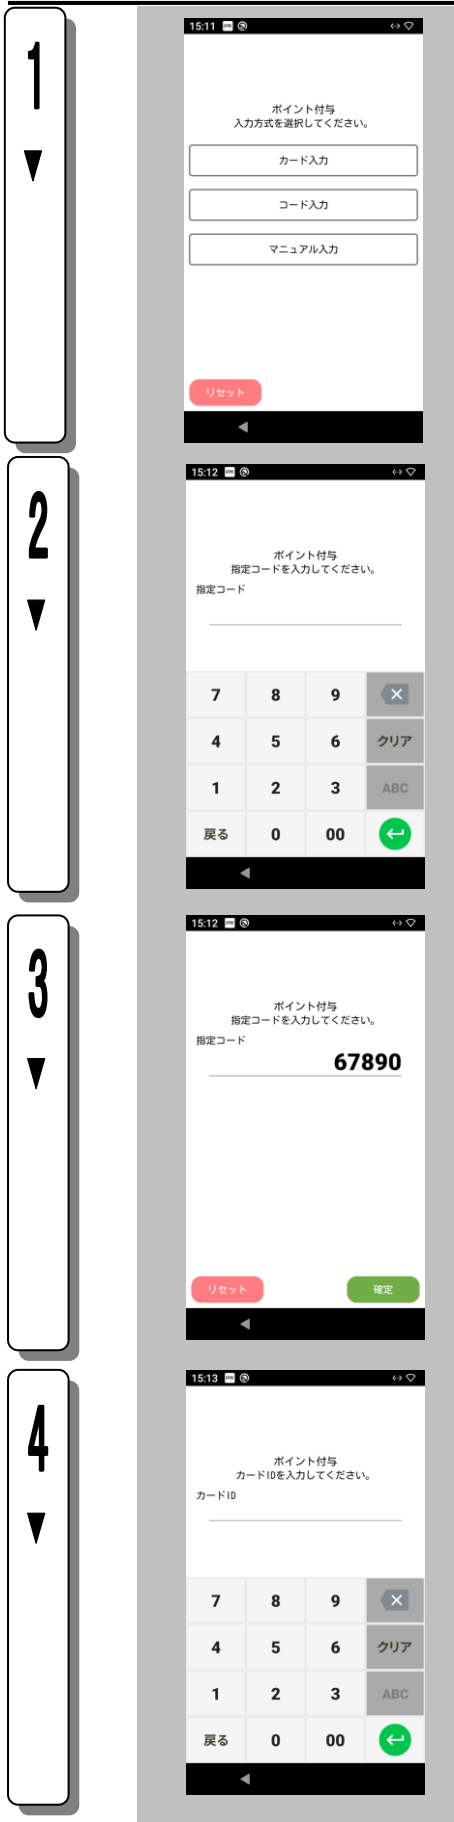 1
▼
15:11
ポイント付与
入力方式を選択してください。
カード入力
コード入力
マニュアル入力
リセット
2
▼
15:12
ポイント付与
指定コードを入力してください。
指定コード
7 8 9
4 5 6 クリア
1 2 3 ABC
戻る 0 00
3
▼
15:12
ポイント付与
指定コードを入力してください。
指定コード
67890
リセット 確定
4
▼
15:13
ポイント付与
カードIDを入力してください。
カードID
7 8 9
4 5 6 クリア
1 2 3 ABC
戻る 0 00